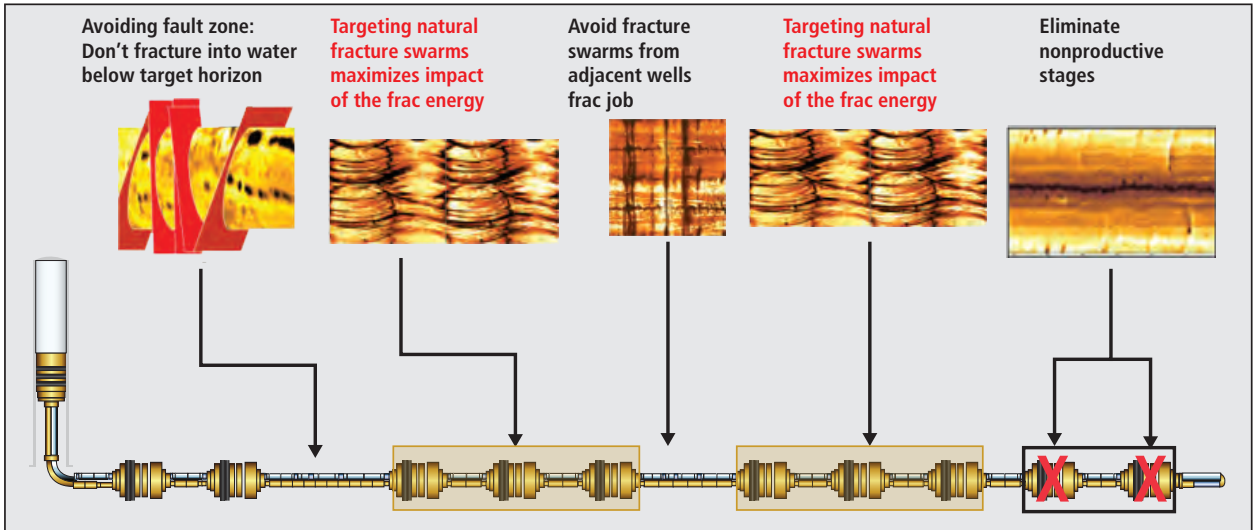 Avoiding fault zone:
Don't fracture into water
below target horizon
Targeting natural
fracture swarms
maximizes impact
of the frac energy
Avoid fracture
swarms from
adjacent wells
frac job
Targeting natural
fracture swarms
maximizes impact
of the frac energy
Eliminate
nonproductive
stages
X
X